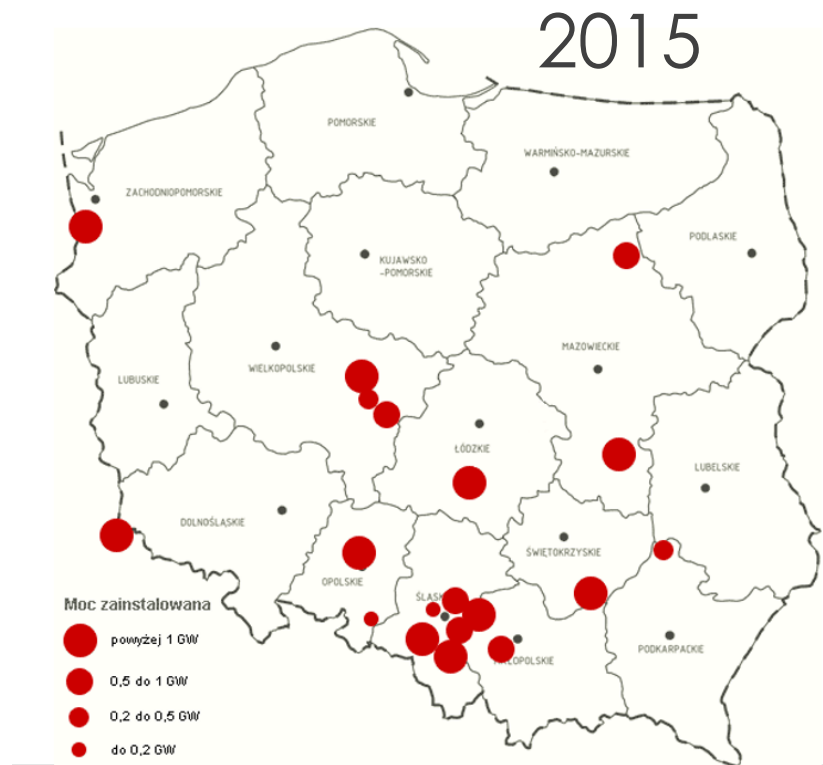 2015
POMORSKIE
WARMIŃSKO-MAZURSKIE
ZACHODNIOPOMORSKIE
PODLASKIE
KUJAWSKO
-POMORSKIE
MAZOWIECKIE
WIELKOPOLSKIE
LUBUSKIE
ŁÓDZKIE
LUBELSKIE
DOLNOŚLĄSKIE
ŚWIĘTOKRZYSKIE
OPOLSKIE
PODKARPACKIE
Moc zainstalowana
powyżej 1 GW
0,5 do 1 GW
0,2 do 0,5 GW
do 0,2 GW